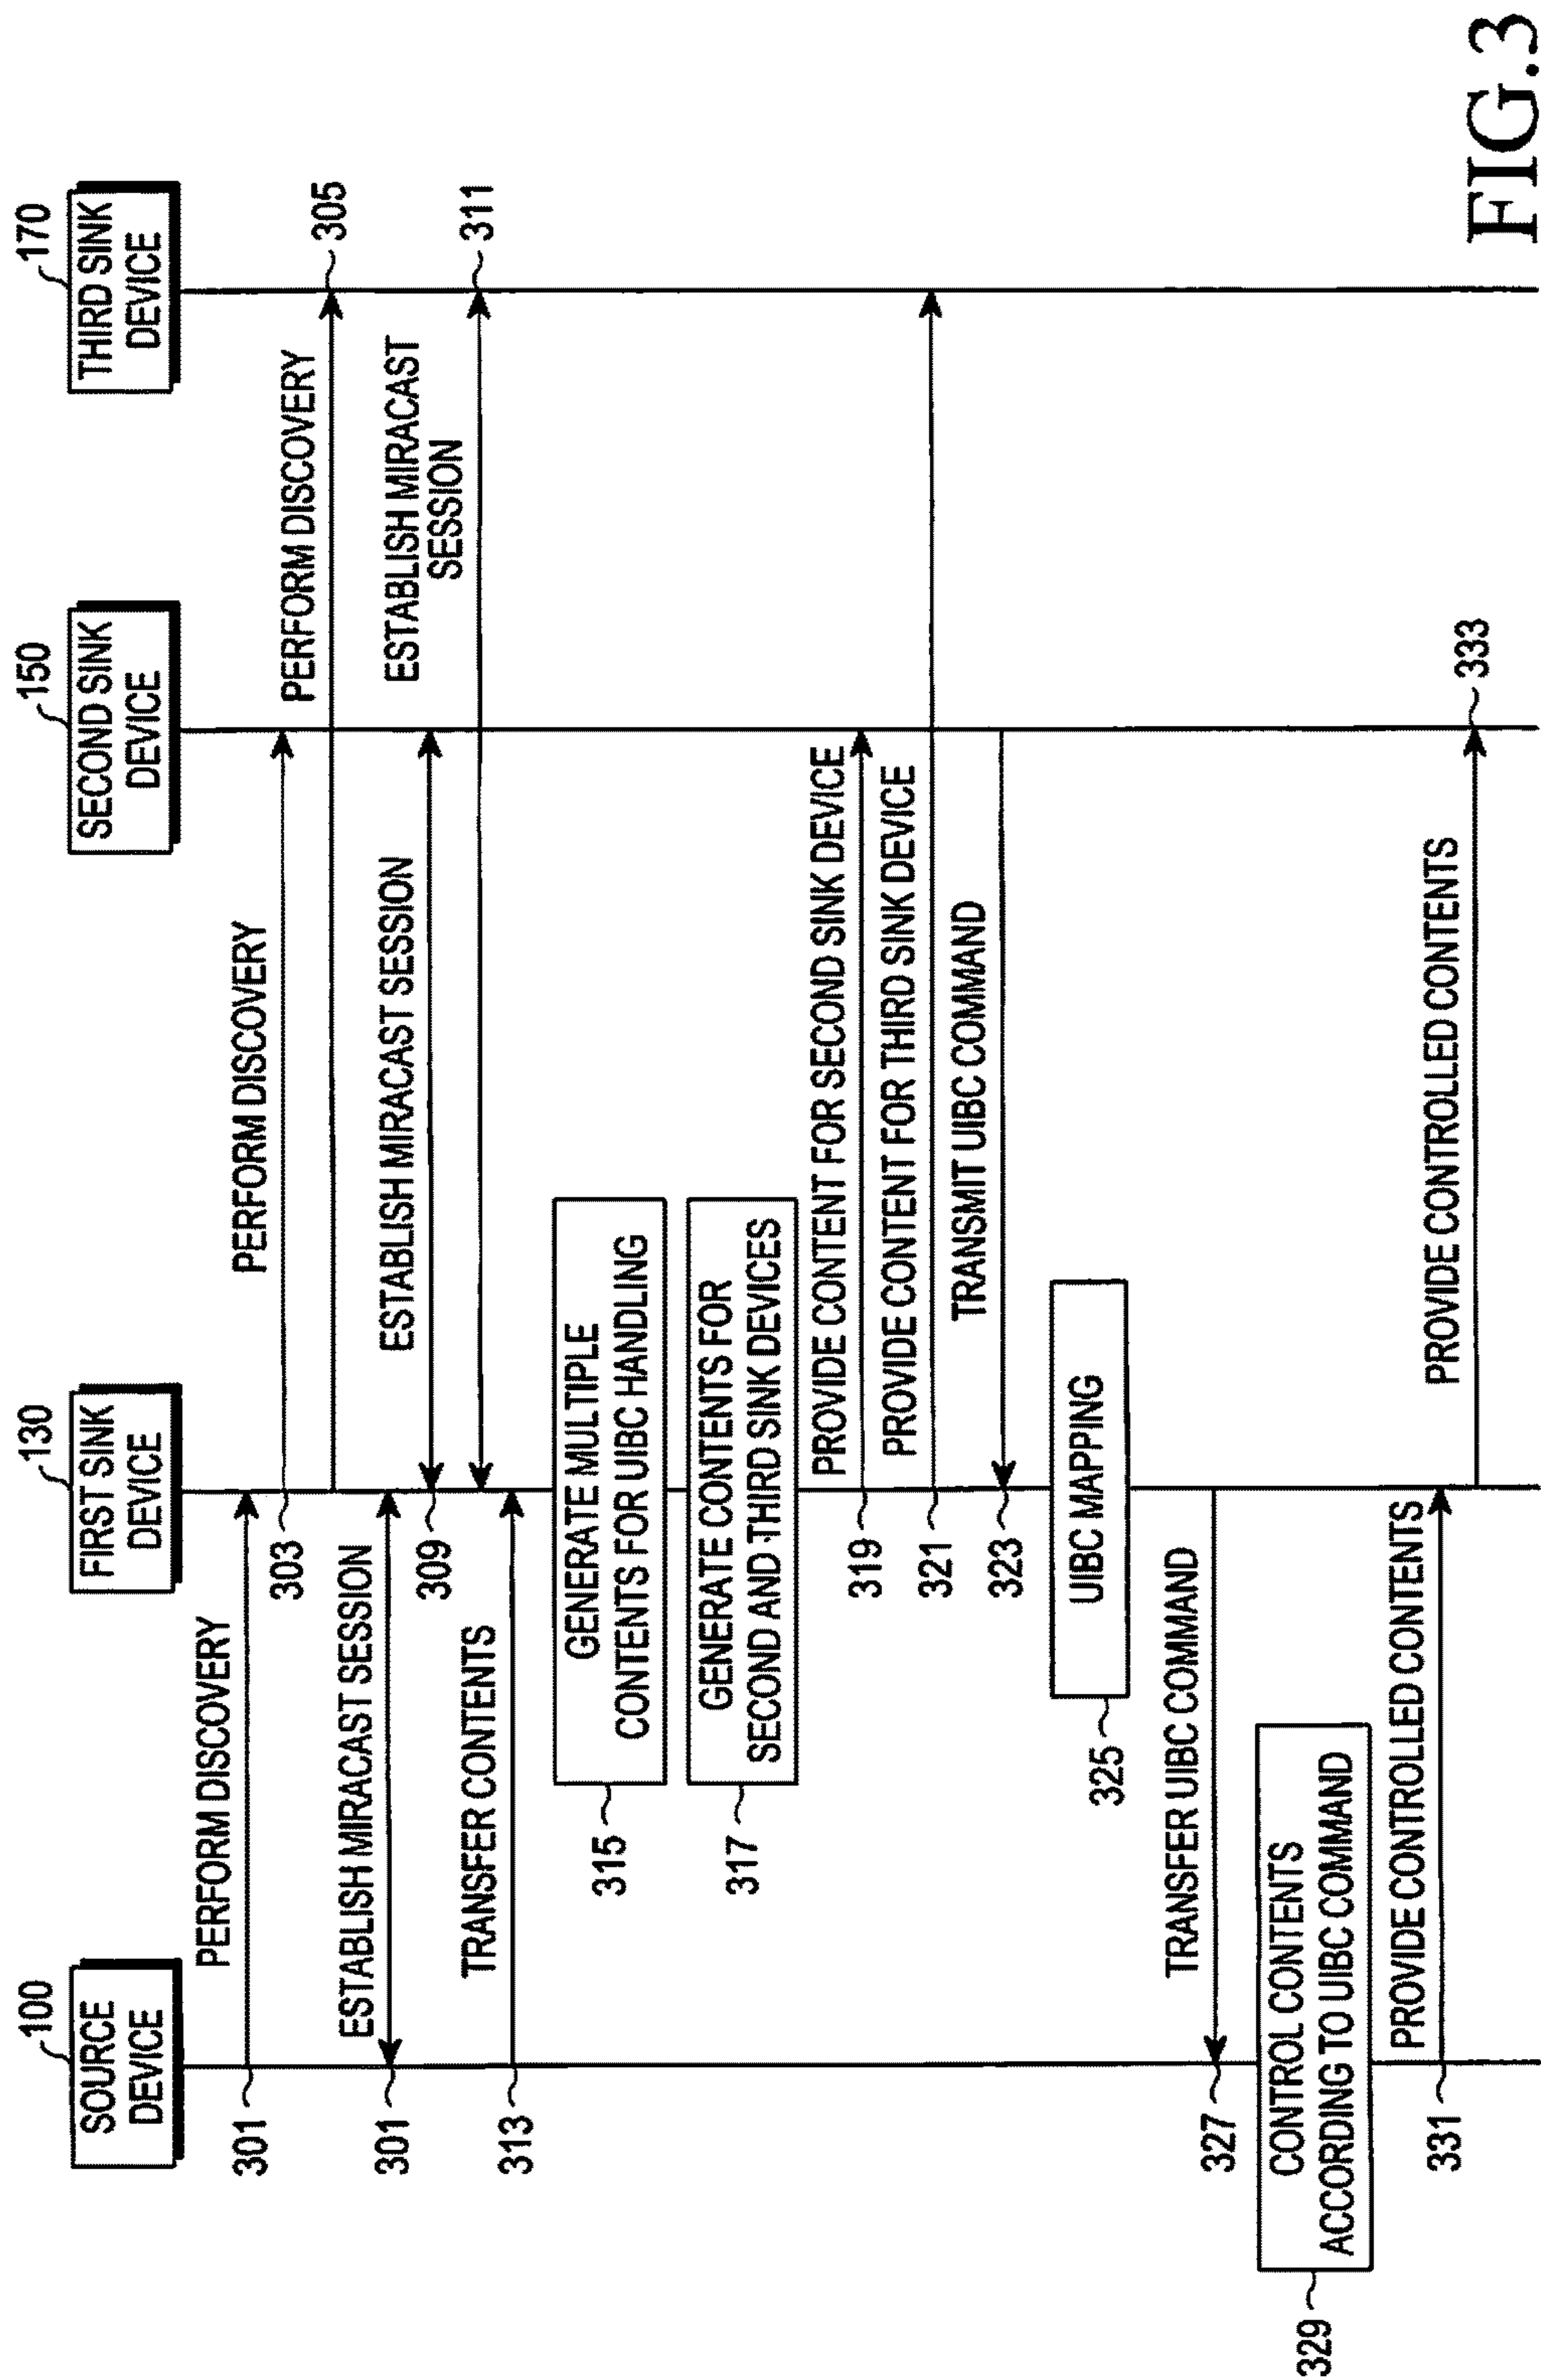 100
SOURCE
DEVICE
130
FIRST SINK
DEVICE
150
SECOND SINK
DEVICE
170
THIRD SINK
DEVICE
301
PERFORM DISCOVERY
303
PERFORM DISCOVERY
PERFORM DISCOVERY
305
301
ESTABLISH MIRACAST SESSION
309
ESTABLISH MIRACAST SESSION
ESTABLISH MIRACAST
SESSION
311
313
TRANSFER CONTENTS
315
GENERATE MULTIPLE
CONTENTS FOR UIBC HANDLING
317
GENERATE CONTENTS FOR
SECOND AND THIRD SINK DEVICES
319
PROVIDE CONTENT FOR SECOND SINK DEVICE
321
PROVIDE CONTENT FOR THIRD SINK DEVICE
323
TRANSMIT UIBC COMMAND
325
UIBC MAPPING
327
TRANSFER UIBC COMMAND
329
CONTROL CONTENTS
ACCORDING TO UIBC COMMAND
331
PROVIDE CONTROLLED CONTENTS
PROVIDE CONTROLLED CONTENTS
333
FIG.3